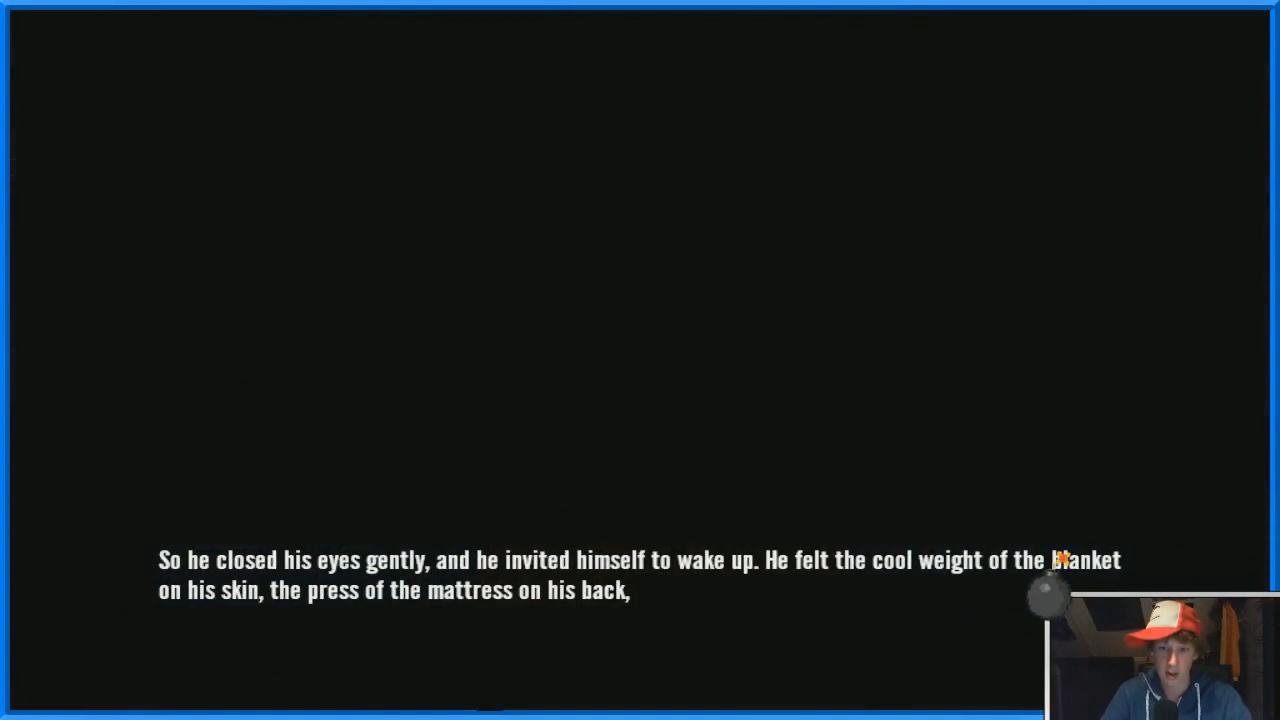 So he closed his eyes gently, and he invited himself to wake up. He felt the cool weight of the blanket
on his skin, the press of the mattress on his back,